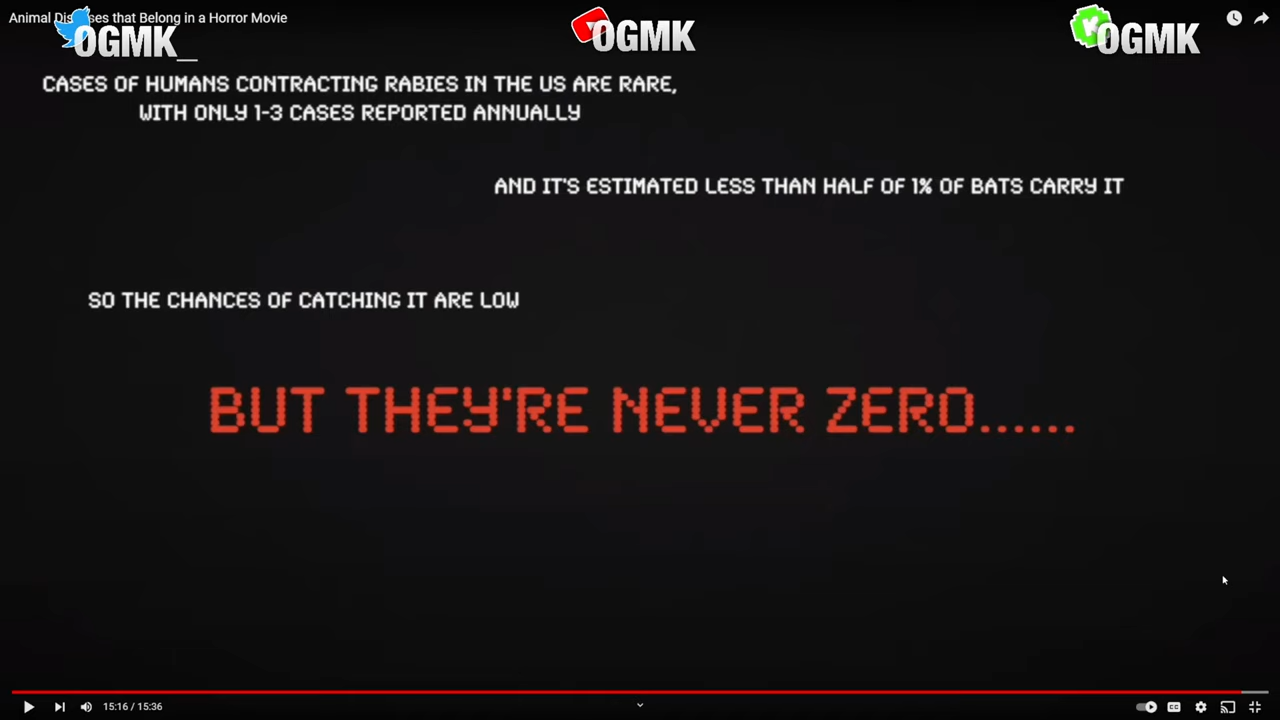 Animal Diseases that Belong in a Horror Movie
OGMK_
OGMK
OGMK
CASES OF HUMANS CONTRACTING RABIES IN THE US ARE RARE,
WITH ONLY 1-3 CASES REPORTED ANNUALLY
AND IT'S ESTIMATED LESS THAN HALF OF 1% OF BATS CARRY IT
SO THE CHANCES OF CATCHING IT ARE LOW
BUT THEY'RE NEVER ZERO......
15:16 / 15:36
CC